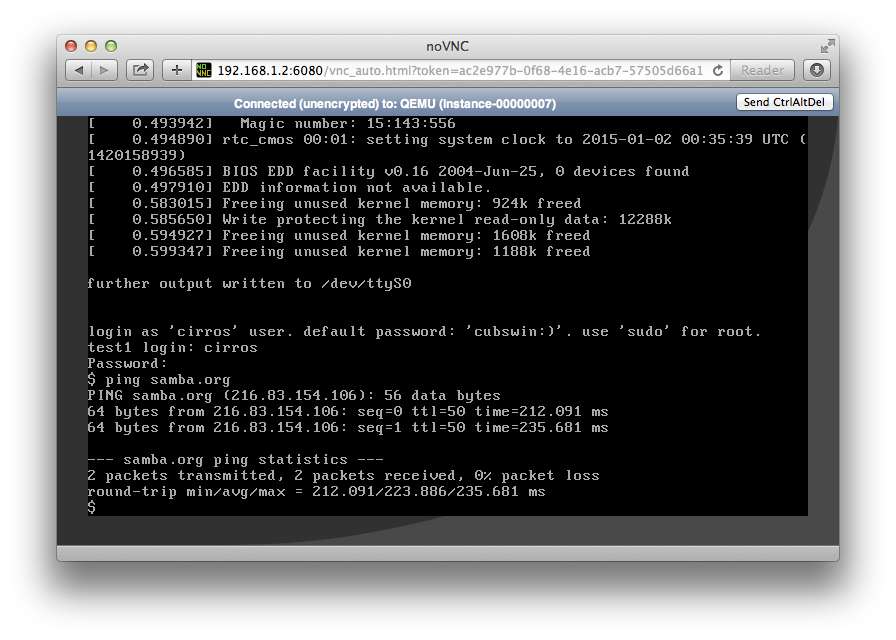 noVNC
NO VNC 192.168.1.2:6080/vnc_auto.html?token=ac2e977b-0f68-4e16-acb7-57505d66a1 Reader
Connected (unencrypted) to: QEMU (instance-00000007) Send CtrlAltDel
[    0.493942]   Magic number: 15:143:556
[    0.494890] rtc_cmos 00:01: setting system clock to 2015-01-02 00:35:39 UTC (
1420158939)
[    0.496585] BIOS EDD facility v0.16 2004-Jun-25, 0 devices found
[    0.497910] EDD information not available.
[    0.583015] Freeing unused kernel memory: 924k freed
[    0.585650] Write protecting the kernel read-only data: 12288k
[    0.594927] Freeing unused kernel memory: 1608k freed
[    0.599347] Freeing unused kernel memory: 1188k freed
further output written to /dev/ttyS0
login as 'cirros' user. default password: 'cubswin:)'. use 'sudo' for root.
test1 login: cirros
Password:
$ ping samba.org
PING samba.org (216.83.154.106): 56 data bytes
64 bytes from 216.83.154.106: seq=0 ttl=50 time=212.091 ms
64 bytes from 216.83.154.106: seq=1 ttl=50 time=235.681 ms
--- samba.org ping statistics ---
2 packets transmitted, 2 packets received, 0% packet loss
round-trip min/avg/max = 212.091/223.886/235.681 ms
$